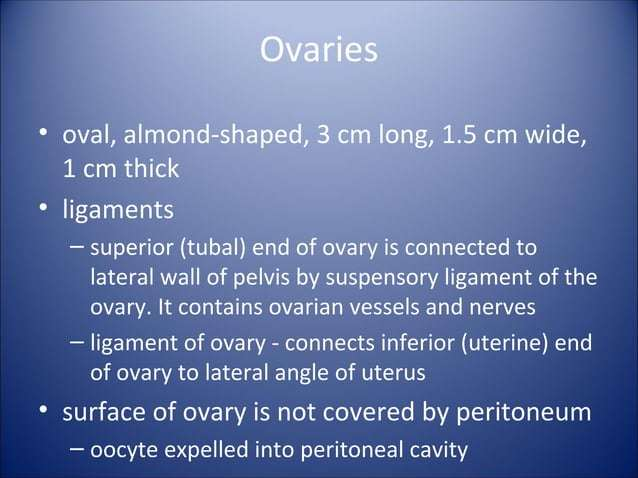 Ovaries
• oval, almond-shaped, 3 cm long, 1.5 cm wide,
1 cm thick
• ligaments
– superior (tubal) end of ovary is connected to
lateral wall of pelvis by suspensory ligament of the
ovary. It contains ovarian vessels and nerves
– ligament of ovary - connects inferior (uterine) end
of ovary to lateral angle of uterus
• surface of ovary is not covered by peritoneum
– oocyte expelled into peritoneal cavity